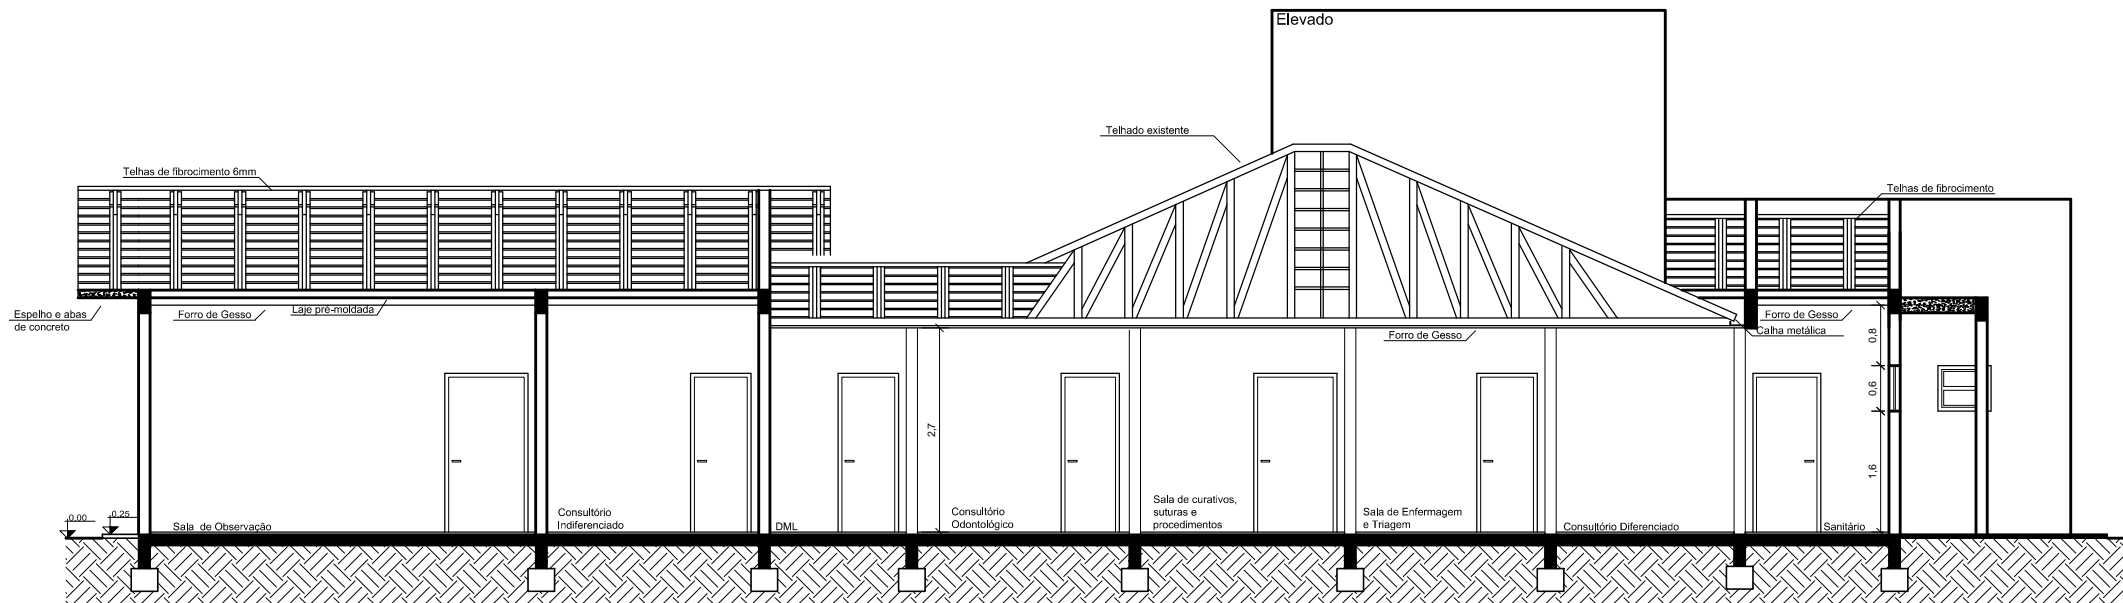 Elevado
Telhado existente
Telhas de fibrocimento 6mm
Telhas de fibrocimento
Espelho e abas
de concreto
Forro de Gesso
Laje pré-moldada
Forro de Gesso
Forro de Gesso
Calha metálica
0,8
0,6
1,6
2,7
0,00
0,25
Sala de Observação
Consultório
Indiferenciado
DML
Consultório
Odontológico
Sala de curativos,
suturas e
procedimentos
Sala de Enfermagem
e Triagem
Consultório Diferenciado
Sanitário